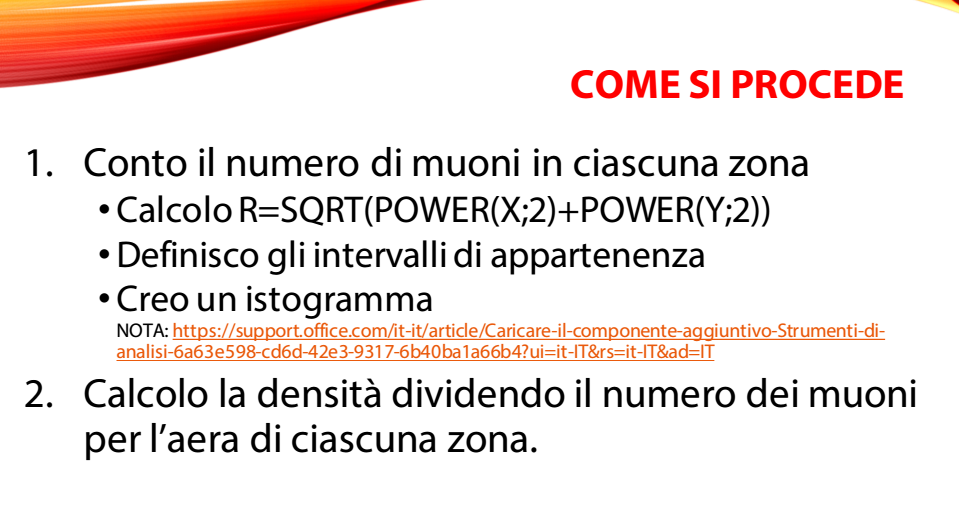 COME SI PROCEDE
1. Conto il numero di muoni in ciascuna zona
• Calcolo R=SQRT(POWER(X;2)+POWER(Y;2))
• Definisco gli intervalli di appartenenza
• Creo un istogramma
NOTA: https://support.office.com/it-it/article/Caricare-il-componente-aggiuntivo-Strumenti-di-
analisi-6a63e598-cd6d-42e3-9317-6b40ba1a66b4?ui=it-IT&rs=it-IT&ad=IT
2. Calcolo la densità dividendo il numero dei muoni
per l’aera di ciascuna zona.